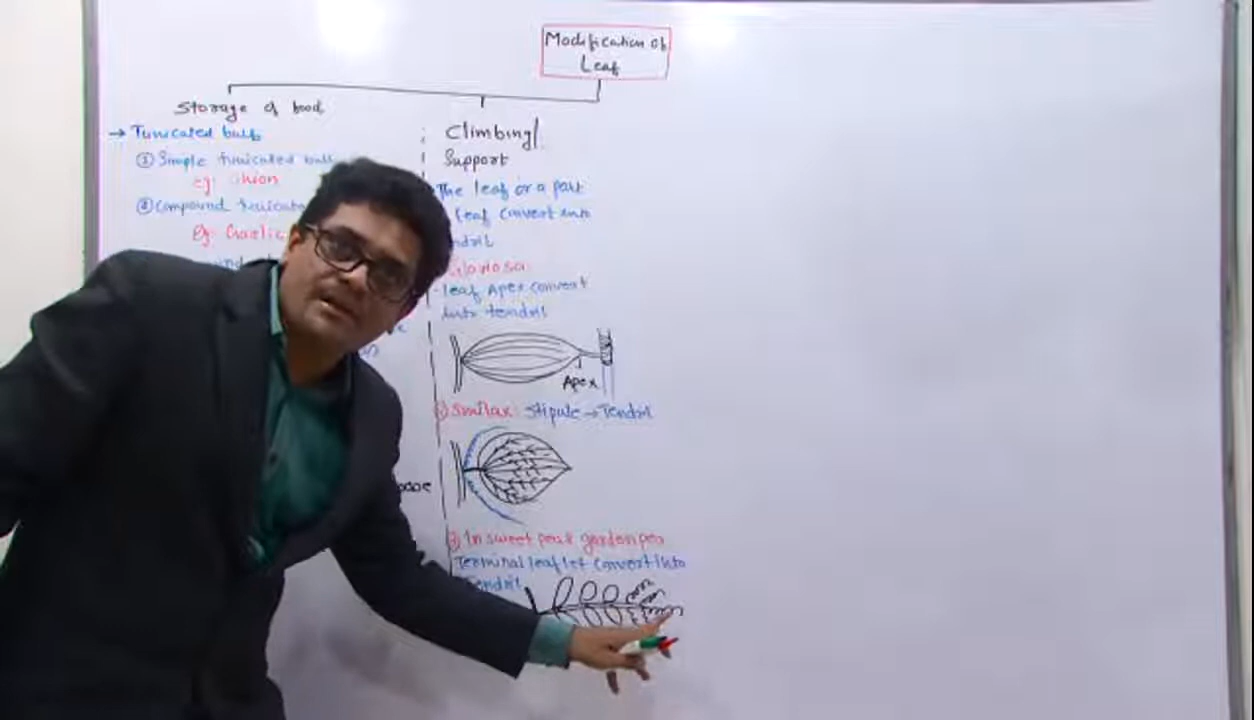 Modification of
Leaf
Storage of food
→ Tunicated bulb
① Simple tunicated bulb
eg: Onion
② Compound tunicated
Eg: Garlic
Climbing/
Support
The leaf or a part
leaf convert into
Gloriosa
leaf Apex convert
into tendril
Apex
Smilax: Stipule → Tendril
③ In sweet pea & garden pea
Terminal leaflet convert into
Tendril